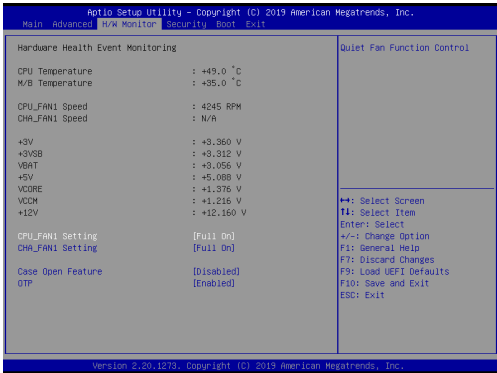 Aptio Setup Utility – Copyright (C) 2019 American Megatrends, Inc.
Main Advanced H/W Monitor Security Boot Exit
Hardware Health Event Monitoring
CPU Temperature : +49.0 °C
M/B Temperature : +35.0 °C
CPU_FAN1 Speed : 4245 RPM
CHA_FAN1 Speed : N/A
+3V : +3.360 V
+3VSB : +3.312 V
VBAT : +3.056 V
+5V : +5.088 V
VCORE : +1.376 V
VCCM : +1.216 V
+12V : +12.160 V
CPU_FAN1 Setting [Full On]
CHA_FAN1 Setting [Full On]
Case Open Feature [Disabled]
OTP [Enabled]
Quiet Fan Function Control
↔: Select Screen
↑↓: Select Item
Enter: Select
+/-: Change Option
F1: General Help
F7: Discard Changes
F9: Load UEFI Defaults
F10: Save and Exit
ESC: Exit
Version 2.20.1273. Copyright (C) 2019 American Megatrends, Inc.